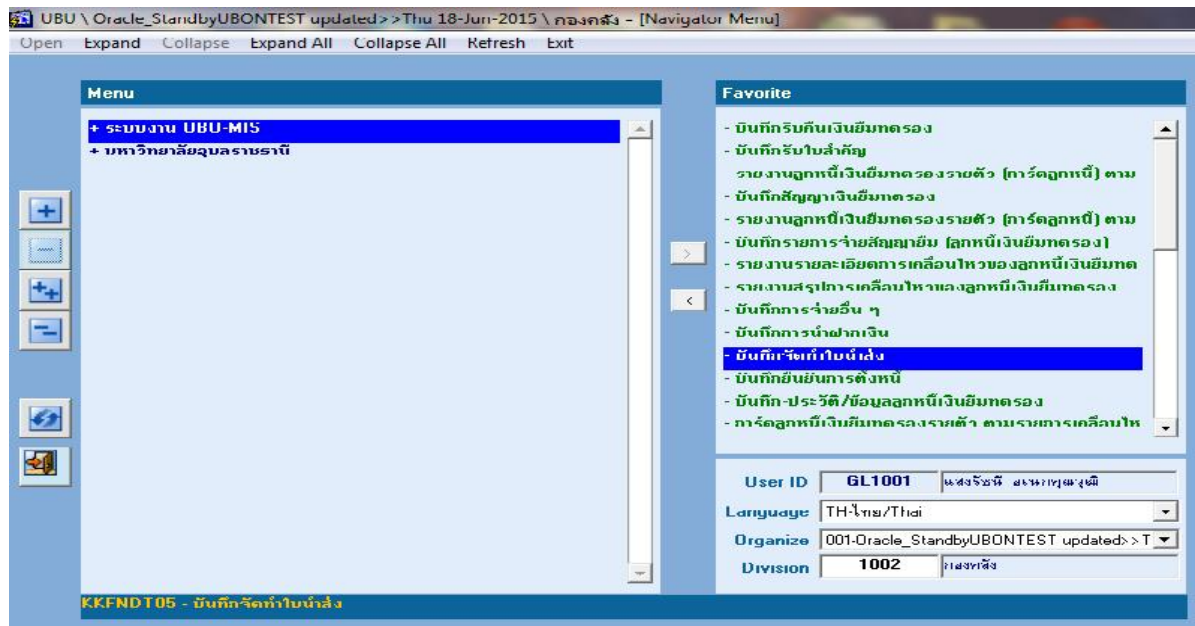 UBU \ Oracle_StandbyUBONTEST updated>>Thu 18-Jun-2015 \ กองคลัง - [Navigator Menu]
Open Expand Collapse Expand All Collapse All Refresh Exit
Menu
+ ระบบงาน UBU-MIS
+ มหาวิทยาลัยอุบลราชธานี
Favorite
- บันทึกรับคืนเงินยืมทดรอง
- บันทึกรับใบสำคัญ
รายงานลูกหนี้เงินยืมทดรองรายตัว (การ์ดลูกหนี้) ตาม
- บันทึกสัญญาเงินยืมทดรอง
- รายงานลูกหนี้เงินยืมทดรองรายตัว (การ์ดลูกหนี้) ตาม
- บันทึกรายการจ่ายสัญญายืม (ลูกหนี้เงินยืมทดรอง)
- รายงานรายละเอียดการเคลื่อนไหวของลูกหนี้เงินยืมทด
- รายงานสรุปการเคลื่อนไหวของลูกหนี้เงินยืมทดรอง
- บันทึกการจ่ายอื่น ๆ
- บันทึกการนำฝากเงิน
- บันทึกจัดทำใบนำส่ง
- บันทึกยืนยันการตั้งหนี้
- บันทึก-ประวัติ/ข้อมูลลูกหนี้เงินยืมทดรอง
- การ์ดลูกหนี้เงินยืมทดรองรายตัว ตามรายการเคลื่อนไห
User ID GL1001
Language TH-ไทย/Thai
Organize 001-Oracle_StandbyUBONTEST updated>>T
Division 1002 กองคลัง
KKFNDT05 - บันทึกจัดทำใบนำส่ง